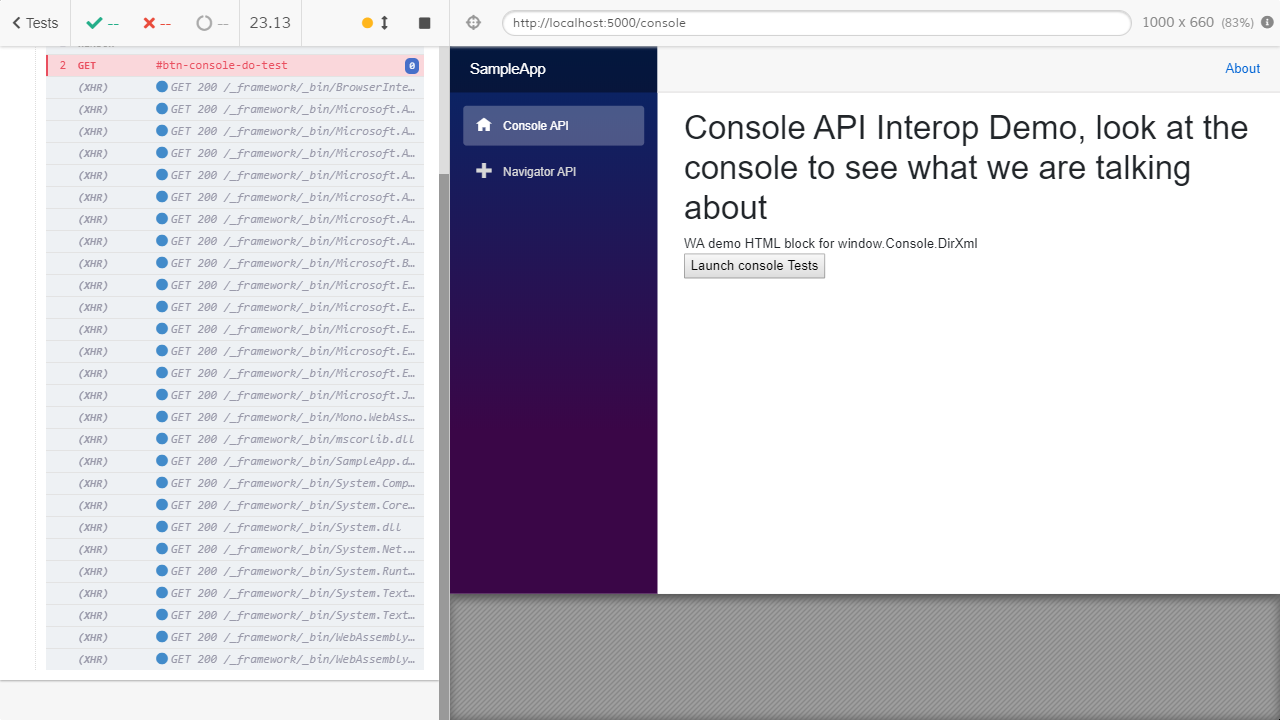 Tests
--
--
--
23.13
http://localhost:5000/console
1000 x 660 (83%)
2 GET #btn-console-do-test 0
(XHR) GET 200 /_framework/_bin/BrowserInte…
(XHR) GET 200 /_framework/_bin/Microsoft.A…
(XHR) GET 200 /_framework/_bin/Microsoft.A…
(XHR) GET 200 /_framework/_bin/Microsoft.A…
(XHR) GET 200 /_framework/_bin/Microsoft.A…
(XHR) GET 200 /_framework/_bin/Microsoft.A…
(XHR) GET 200 /_framework/_bin/Microsoft.A…
(XHR) GET 200 /_framework/_bin/Microsoft.A…
(XHR) GET 200 /_framework/_bin/Microsoft.B…
(XHR) GET 200 /_framework/_bin/Microsoft.E…
(XHR) GET 200 /_framework/_bin/Microsoft.E…
(XHR) GET 200 /_framework/_bin/Microsoft.E…
(XHR) GET 200 /_framework/_bin/Microsoft.E…
(XHR) GET 200 /_framework/_bin/Microsoft.E…
(XHR) GET 200 /_framework/_bin/Microsoft.J…
(XHR) GET 200 /_framework/_bin/Mono.WebAss…
(XHR) GET 200 /_framework/_bin/mscorlib.dll
(XHR) GET 200 /_framework/_bin/SampleApp.d…
(XHR) GET 200 /_framework/_bin/System.Comp…
(XHR) GET 200 /_framework/_bin/System.Core…
(XHR) GET 200 /_framework/_bin/System.dll
(XHR) GET 200 /_framework/_bin/System.Net.…
(XHR) GET 200 /_framework/_bin/System.Runt…
(XHR) GET 200 /_framework/_bin/System.Text…
(XHR) GET 200 /_framework/_bin/System.Text…
(XHR) GET 200 /_framework/_bin/WebAssembly…
(XHR) GET 200 /_framework/_bin/WebAssembly…
SampleApp
Console API
Navigator API
About
Console API Interop Demo, look at the
console to see what we are talking
about
WA demo HTML block for window.Console.DirXml
Launch console Tests